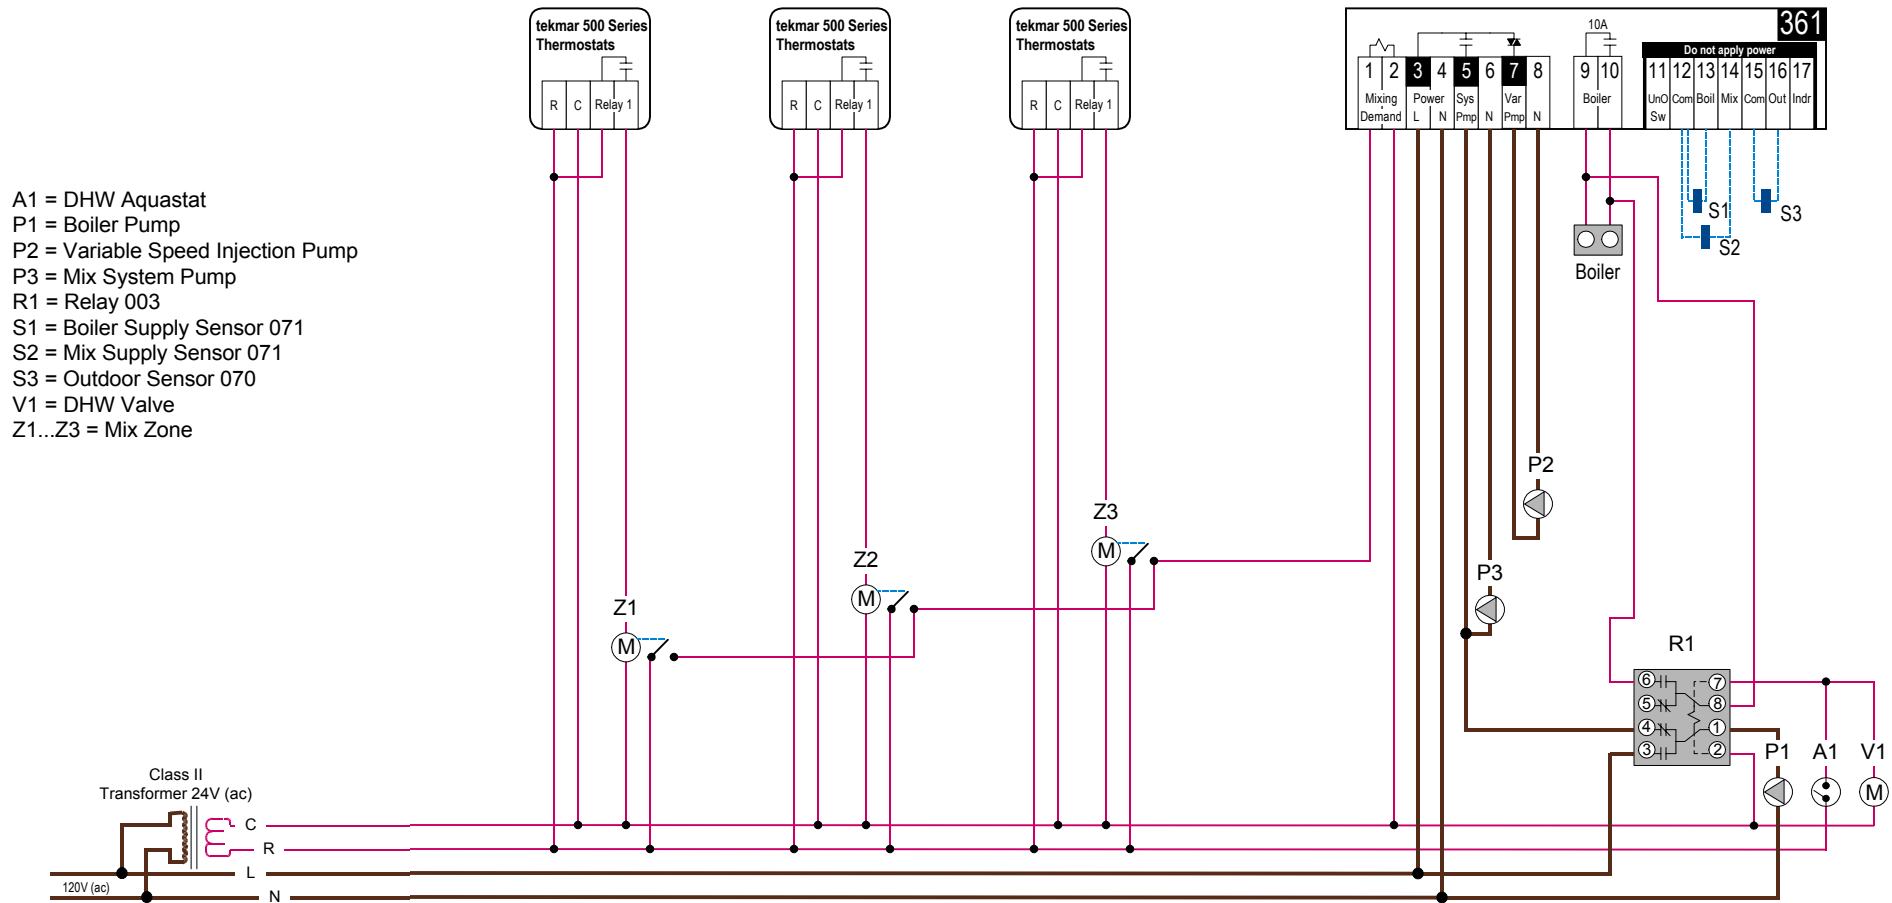 tekmar 500 Series
Thermostats
R C Relay 1
tekmar 500 Series
Thermostats
R C Relay 1
tekmar 500 Series
Thermostats
R C Relay 1
361
10A
Do not apply power
1 2 3 4 5 6 7 8 9 10 11 12 13 14 15 16 17
Mixing Power Sys Var Boiler UnO Com Boil Mix Com Out Indr
Demand L N Pmp N Pmp N Sw
S1
S2
S3
Boiler
A1 = DHW Aquastat
P1 = Boiler Pump
P2 = Variable Speed Injection Pump
P3 = Mix System Pump
R1 = Relay 003
S1 = Boiler Supply Sensor 071
S2 = Mix Supply Sensor 071
S3 = Outdoor Sensor 070
V1 = DHW Valve
Z1...Z3 = Mix Zone
P2
Z3
M
Z2
M
P3
Z1
M
R1
6 7
5 8
4 1
3 2
P1 A1 V1
M
Class II
Transformer 24V (ac)
C
R
L
120V (ac)
N